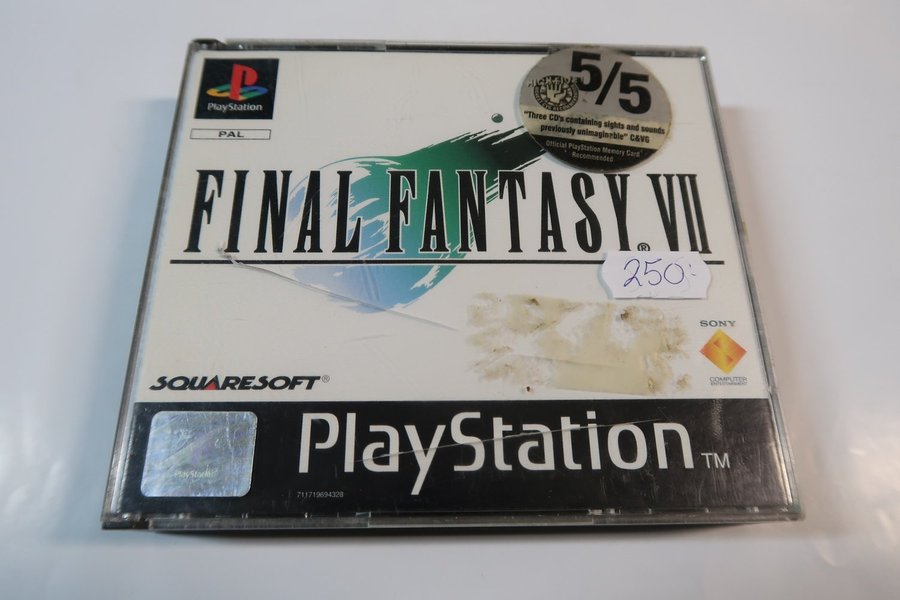 PlayStation
PAL
5/5
"Three CD's containing sights and sounds
previously unimaginable" C&VG
Official PlayStation Memory Card
Recommended
FINAL FANTASY® VII
250:-
SQUARESOFT®
SONY
COMPUTER
ENTERTAINMENT
PlayStation
PlayStation™
711719694328